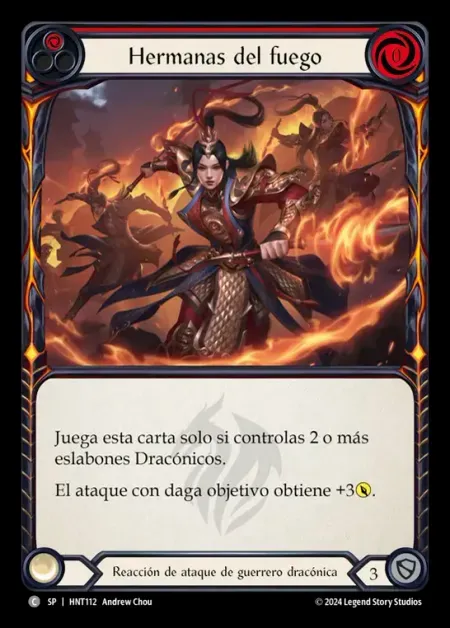 Hermanas del fuego
0
Juega esta carta solo si controlas 2 o más
eslabones Dracónicos.
El ataque con daga objetivo obtiene +3.
Reacción de ataque de guerrero dracónica
3
C SP | HNT112 Andrew Chou
© 2024 Legend Story Studios